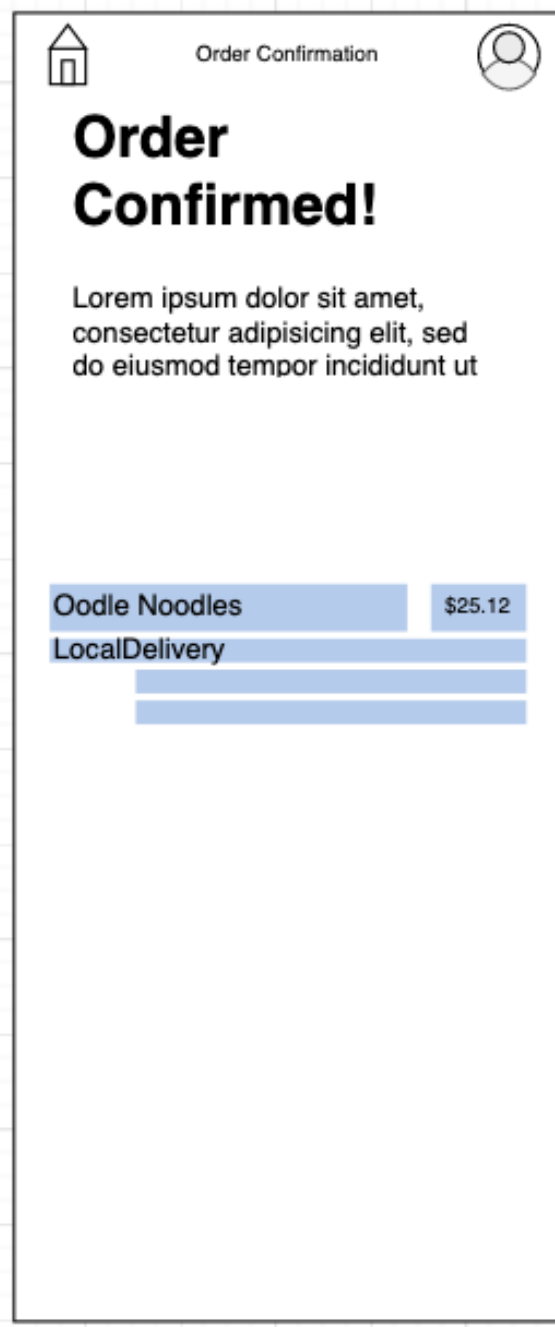 Order Confirmation
Order
Confirmed!
Lorem ipsum dolor sit amet,
consectetur adipisicing elit, sed
do eiusmod tempor incididunt ut
Oodle Noodles
$25.12
LocalDelivery